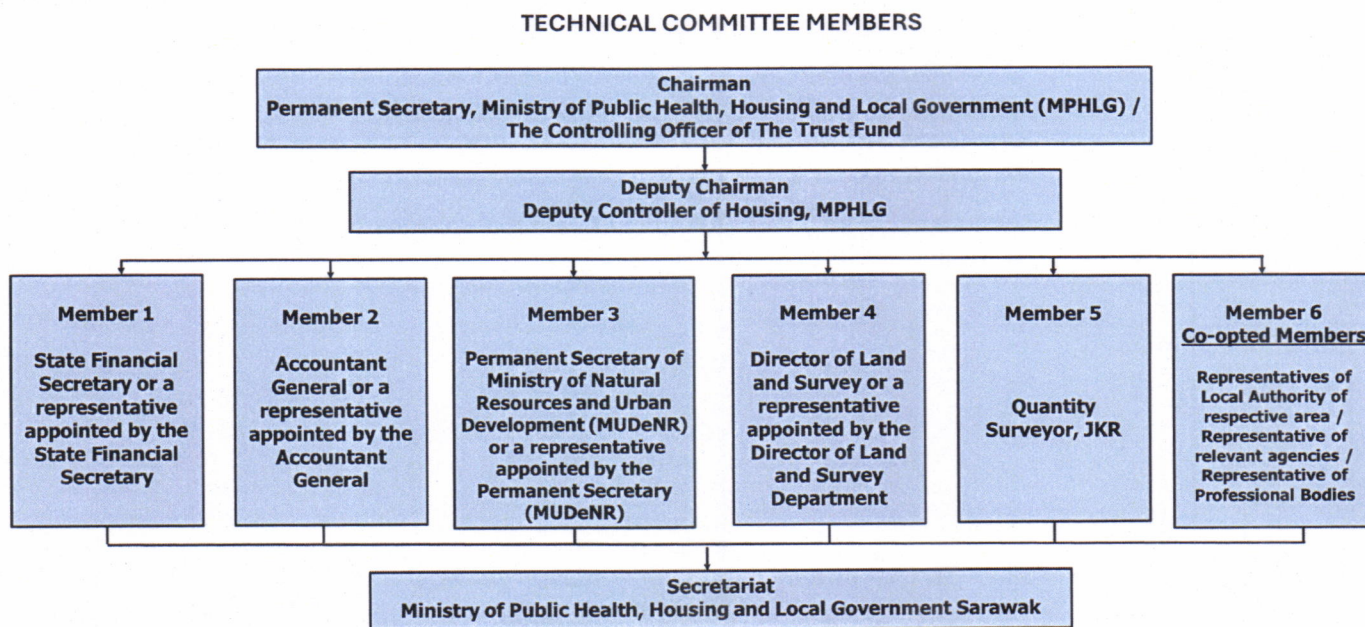 TECHNICAL COMMITTEE MEMBERS
Chairman
Permanent Secretary, Ministry of Public Health, Housing and Local Government (MPHLG) /
The Controlling Officer of The Trust Fund
Deputy Chairman
Deputy Controller of Housing, MPHLG
Member 1
State Financial
Secretary or a
representative
appointed by the
State Financial
Secretary
Member 2
Accountant
General or a
representative
appointed by the
Accountant
General
Member 3
Permanent Secretary of
Ministry of Natural
Resources and Urban
Development (MUDeNR)
or a representative
appointed by the
Permanent Secretary
(MUDeNR)
Member 4
Director of Land
and Survey or a
representative
appointed by the
Director of Land
and Survey
Department
Member 5
Quantity
Surveyor, JKR
Member 6
Co-opted Members
Representatives of
Local Authority of
respective area /
Representative of
relevant agencies /
Representative of
Professional Bodies
Secretariat
Ministry of Public Health, Housing and Local Government Sarawak